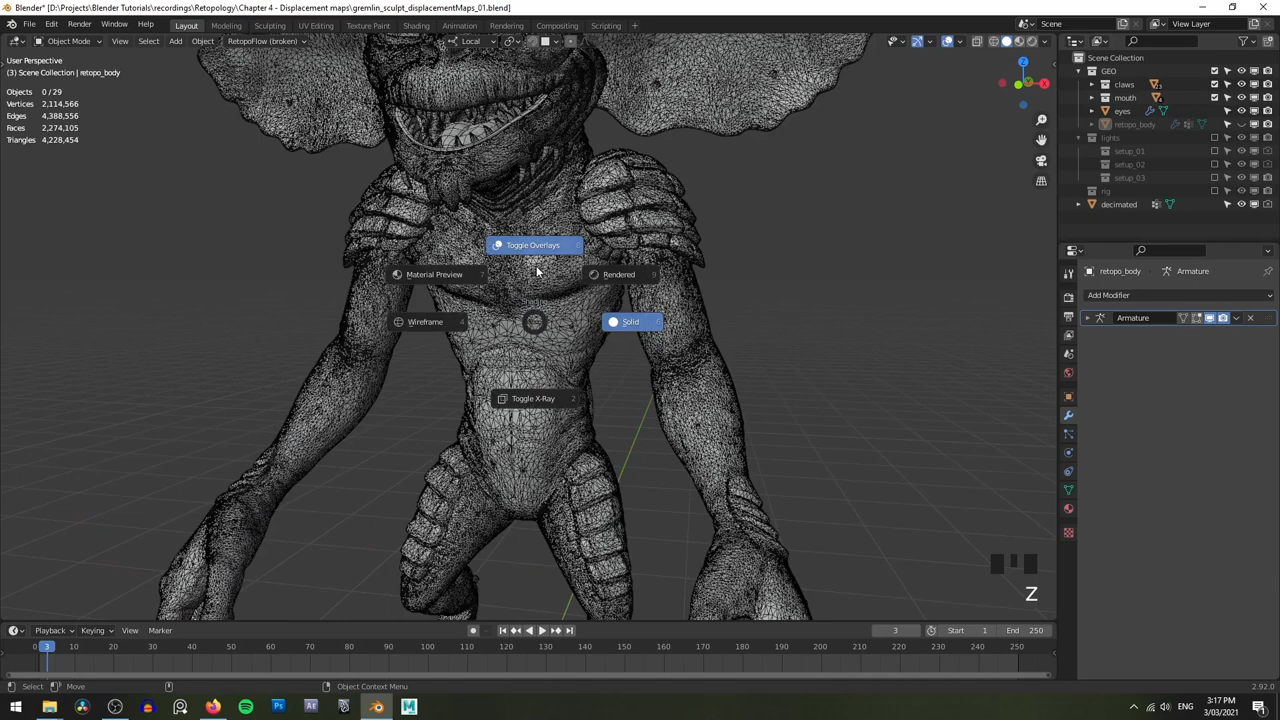 Blender* [D:\Projects\Blender Tutorials\recordings\Retopology\Chapter 4 - Displacement maps\gremlin_sculpt_displacementMaps_01.blend]
File Edit Render Window Help Layout Modeling Sculpting UV Editing Texture Paint Shading Animation Rendering Compositing Scripting Scene View Layer
Object Mode View Select Add Object RetopoFlow (broken) Local
User Perspective
(3) Scene Collection | retopo_body
Objects 0 / 29
Vertices 2,114,566
Edges 4,388,556
Faces 2,274,105
Triangles 4,228,454
Z
X
Toggle Overlays
Material Preview 7
Rendered 9
Wireframe 4
Solid 6
Toggle X-Ray 2
Z
Scene Collection
GEO
claws
mouth
eyes
retopo_body
lights
setup_01
setup_02
setup_03
rig
decimated
retopo_body Armature
Add Modifier
Armature
Playback Keying View Marker 3 Start 1 End 250
0 3 10 20 30 40 50 60 70 80 90 100 110 120 130 140 150 160 170 180 190 200 210 220 230 240 250
Select Move Object Context Menu 2.92.0
ENG 3:17 PM
3/03/2021